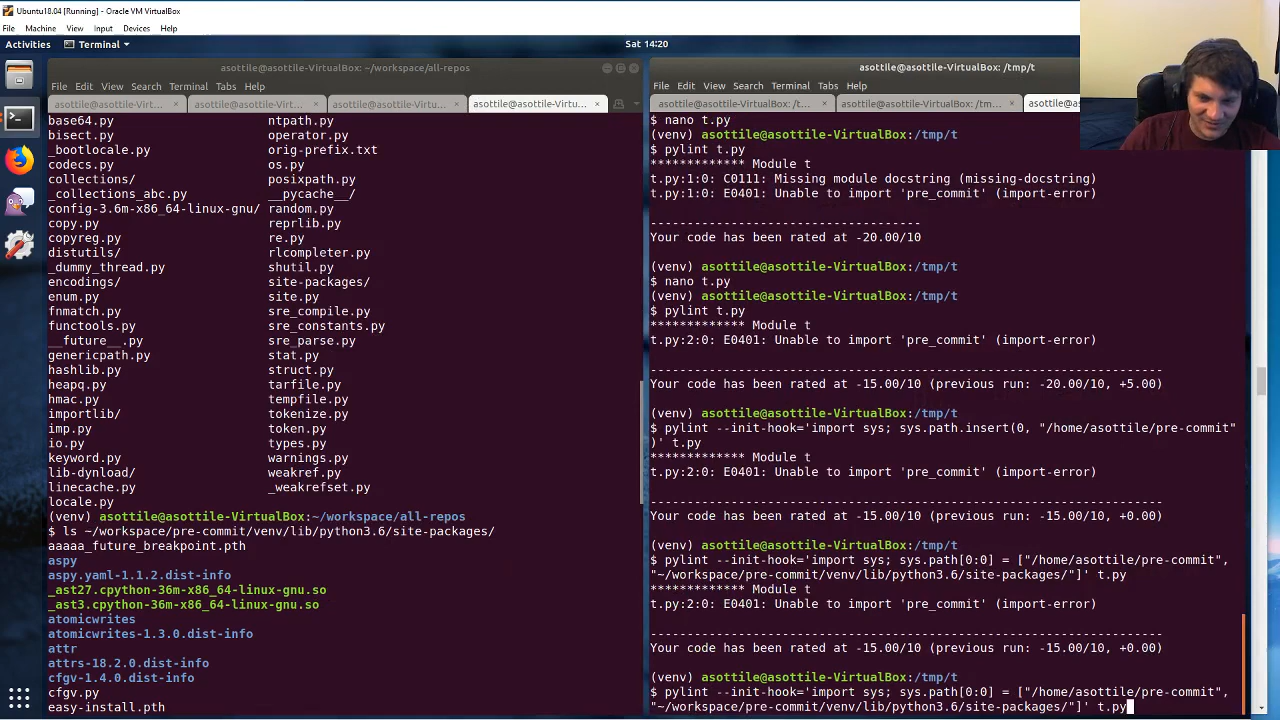 Ubuntu18.04 [Running] - Oracle VM VirtualBox
File Machine View Input Devices Help
Activities Terminal Sat 14:20
asottile@asottile-VirtualBox: ~/workspace/all-repos
File Edit View Search Terminal Tabs Help
asottile@asottile-Virt... asottile@asottile-Virt... asottile@asottile-Virtu... asottile@asottile-Virtu...
base64.py ntpath.py
bisect.py operator.py
_bootlocale.py orig-prefix.txt
codecs.py os.py
collections/ posixpath.py
_collections_abc.py __pycache__/
config-3.6m-x86_64-linux-gnu/ random.py
copy.py reprlib.py
copyreg.py re.py
distutils/ rlcompleter.py
_dummy_thread.py shutil.py
encodings/ site-packages/
enum.py site.py
fnmatch.py sre_compile.py
functools.py sre_constants.py
__future__.py sre_parse.py
genericpath.py stat.py
hashlib.py struct.py
heapq.py tarfile.py
hmac.py tempfile.py
importlib/ tokenize.py
imp.py token.py
io.py types.py
keyword.py warnings.py
lib-dynload/ weakref.py
linecache.py _weakrefset.py
locale.py
(venv) asottile@asottile-VirtualBox:~/workspace/all-repos
$ ls ~/workspace/pre-commit/venv/lib/python3.6/site-packages/
aaaaa_future_breakpoint.pth
aspy
aspy.yaml-1.1.2.dist-info
_ast27.cpython-36m-x86_64-linux-gnu.so
_ast3.cpython-36m-x86_64-linux-gnu.so
atomicwrites
atomicwrites-1.3.0.dist-info
attr
attrs-18.2.0.dist-info
cfgv-1.4.0.dist-info
cfgv.py
easy-install.pth
asottile@asottile-VirtualBox: /tmp/t
File Edit View Search Terminal Tabs Help
asottile@asottile-VirtualBox: /t... asottile@asottile-VirtualBox: /tm... asottile@asottile-Va
$ nano t.py
(venv) asottile@asottile-VirtualBox:/tmp/t
$ pylint t.py
************* Module t
t.py:1:0: C0111: Missing module docstring (missing-docstring)
t.py:1:0: E0401: Unable to import 'pre_commit' (import-error)
-------------------------------------
Your code has been rated at -20.00/10
(venv) asottile@asottile-VirtualBox:/tmp/t
$ nano t.py
(venv) asottile@asottile-VirtualBox:/tmp/t
$ pylint t.py
************* Module t
t.py:2:0: E0401: Unable to import 'pre_commit' (import-error)
----------------------------------------------------------------------
Your code has been rated at -15.00/10 (previous run: -20.00/10, +5.00)
(venv) asottile@asottile-VirtualBox:/tmp/t
$ pylint --init-hook='import sys; sys.path.insert(0, "/home/asottile/pre-commit"
)' t.py
************* Module t
t.py:2:0: E0401: Unable to import 'pre_commit' (import-error)
----------------------------------------------------------------------
Your code has been rated at -15.00/10 (previous run: -15.00/10, +0.00)
(venv) asottile@asottile-VirtualBox:/tmp/t
$ pylint --init-hook='import sys; sys.path[0:0] = ["/home/asottile/pre-commit",
"~/workspace/pre-commit/venv/lib/python3.6/site-packages/"]' t.py
************* Module t
t.py:2:0: E0401: Unable to import 'pre_commit' (import-error)
----------------------------------------------------------------------
Your code has been rated at -15.00/10 (previous run: -15.00/10, +0.00)
(venv) asottile@asottile-VirtualBox:/tmp/t
$ pylint --init-hook='import sys; sys.path[0:0] = ["/home/asottile/pre-commit",
"~/workspace/pre-commit/venv/lib/python3.6/site-packages/"]' t.py